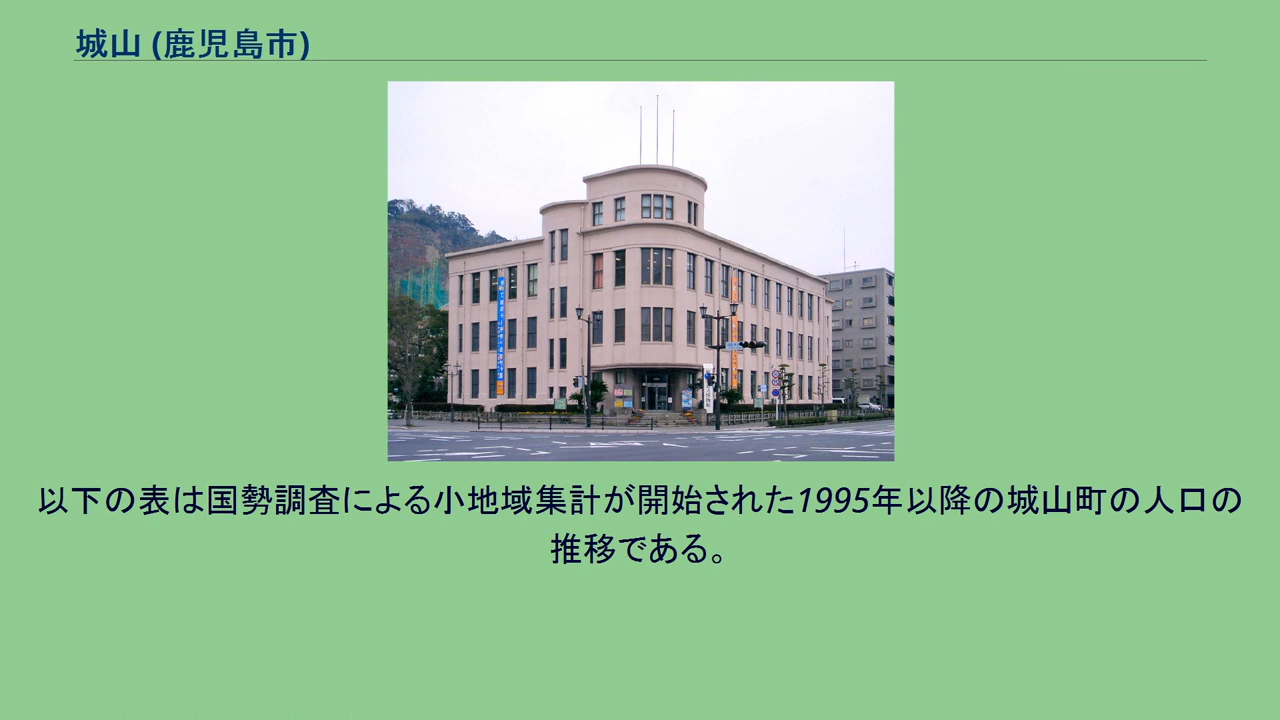 城山 (鹿児島市)
以下の表は国勢調査による小地域集計が開始された1995年以降の城山町の人口の
推移である。